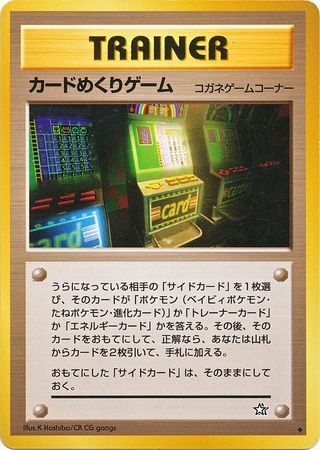 TRAINER
カードめくりゲーム コガネゲームコーナー
card
card
うらになっている相手の「サイドカード」を1枚選
び、そのカードが「ポケモン（ベイビィポケモン・
たねポケモン・進化カード）」か「トレーナーカード」
か「エネルギーカード」かを答える。その後、その
カードをおもてにして、正解なら、あなたは山札
からカードを2枚引いて、手札に加える。
おもてにした「サイドカード」は、そのままにして
おく。
Illus.K Hoshiba/CR CG gangs